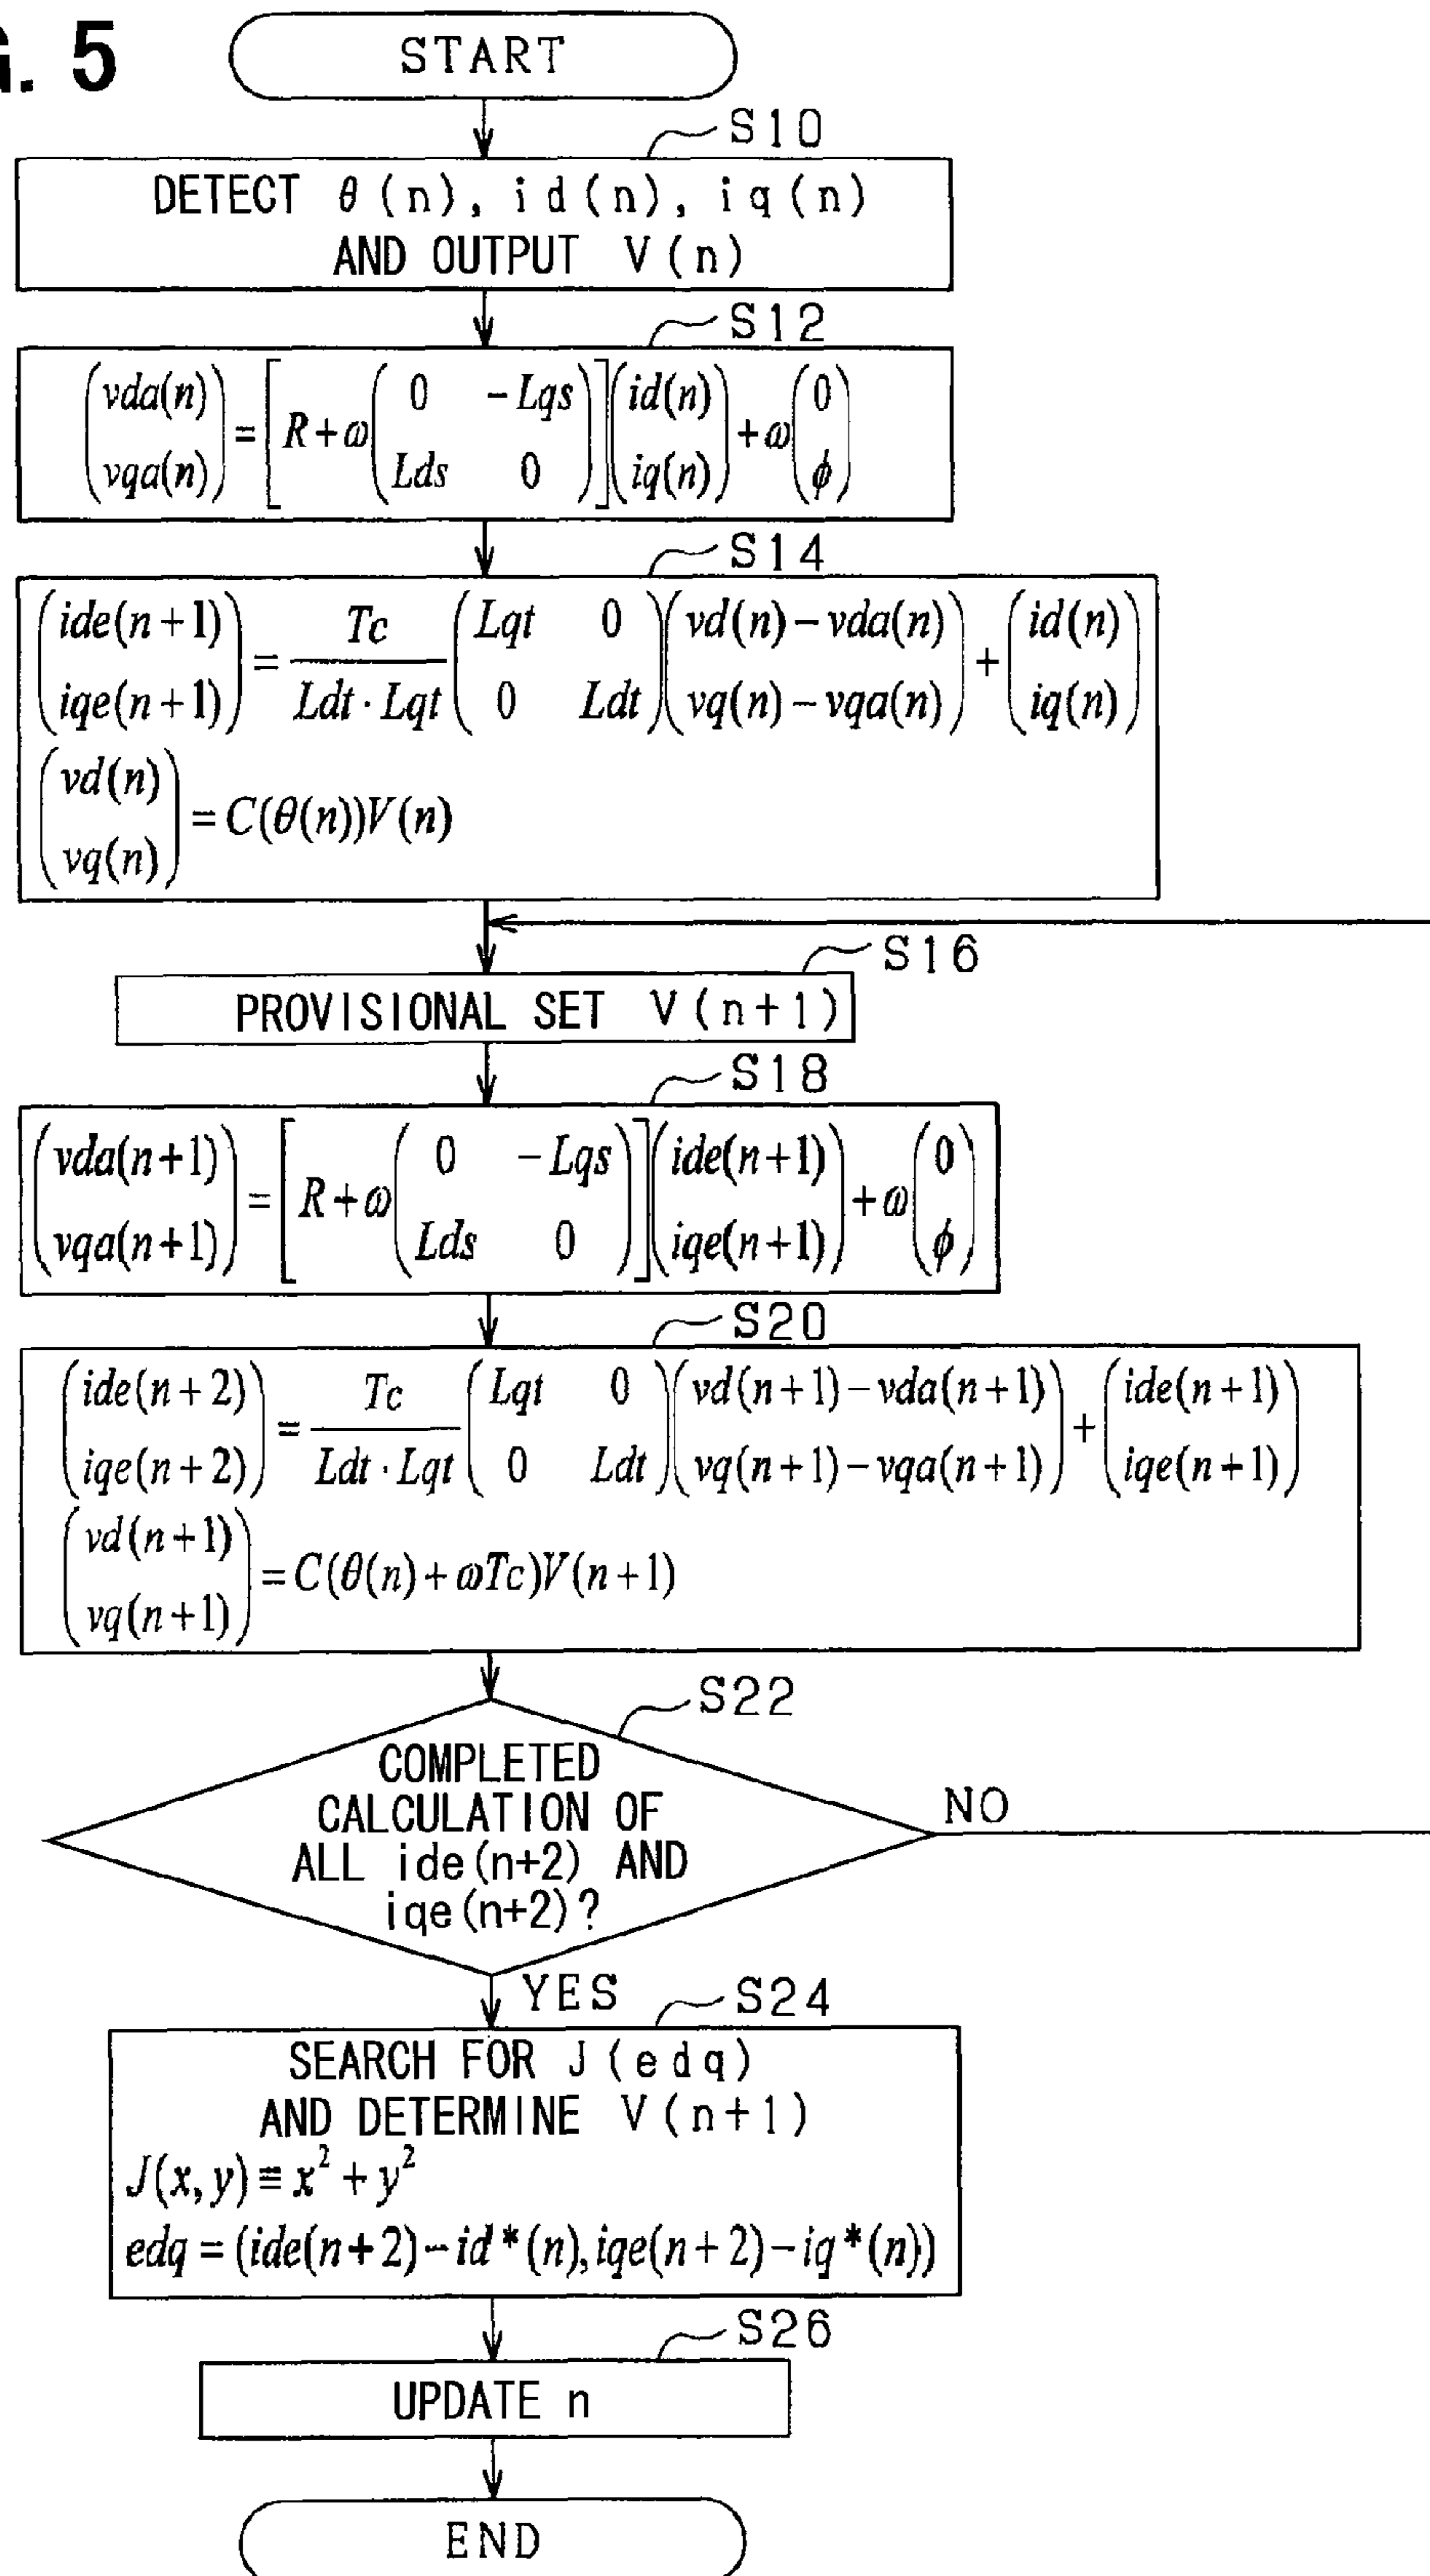 G. 5
START
S10
DETECT θ(n), id(n), iq(n)
AND OUTPUT V(n)
S12
(vda(n) / vqa(n)) = [R + ω(0 -Lqs / Lds 0)](id(n) / iq(n)) + ω(0 / ϕ)
S14
(ide(n+1) / iqe(n+1)) = Tc / Ldt·Lqt (Lqt 0 / 0 Ldt)(vd(n) - vda(n) / vq(n) - vqa(n)) + (id(n) / iq(n))
(vd(n) / vq(n)) = C(θ(n))V(n)
S16
PROVISIONAL SET V(n+1)
S18
(vda(n+1) / vqa(n+1)) = [R + ω(0 -Lqs / Lds 0)](ide(n+1) / iqe(n+1)) + ω(0 / ϕ)
S20
(ide(n+2) / iqe(n+2)) = Tc / Ldt·Lqt (Lqt 0 / 0 Ldt)(vd(n+1) - vda(n+1) / vq(n+1) - vqa(n+1)) + (ide(n+1) / iqe(n+1))
(vd(n+1) / vq(n+1)) = C(θ(n) + ωTc)V(n+1)
S22
COMPLETED
CALCULATION OF
ALL ide(n+2) AND
iqe(n+2)?
NO
YES
S24
SEARCH FOR J(edq)
AND DETERMINE V(n+1)
J(x, y) ≡ x² + y²
edq = (ide(n+2) - id*(n), iqe(n+2) - iq*(n))
S26
UPDATE n
END